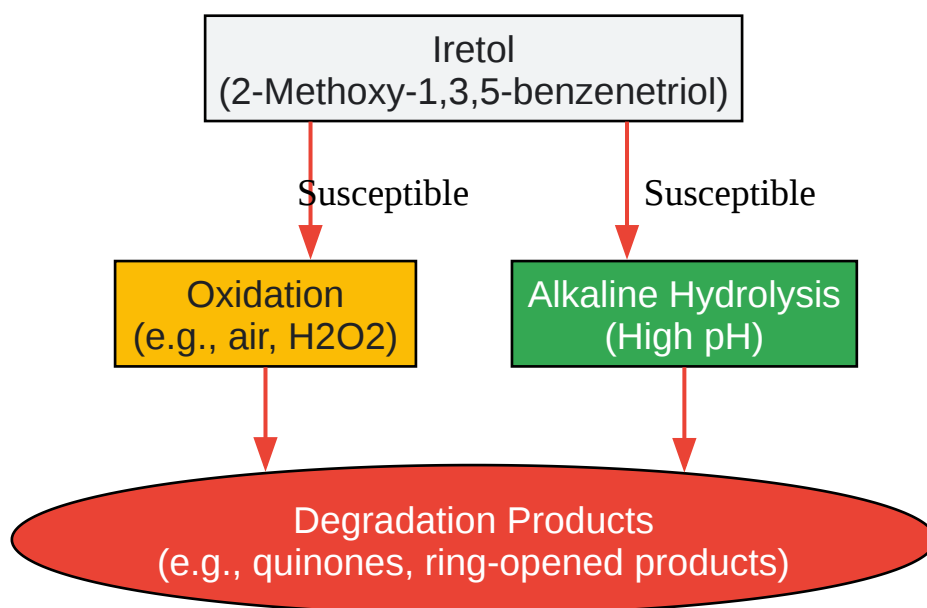 Iretol
(2-Methoxy-1,3,5-benzenetriol)
Susceptible
Susceptible
Oxidation
(e.g., air, H2O2)
Alkaline Hydrolysis
(High pH)
Degradation Products
(e.g., quinones, ring-opened products)